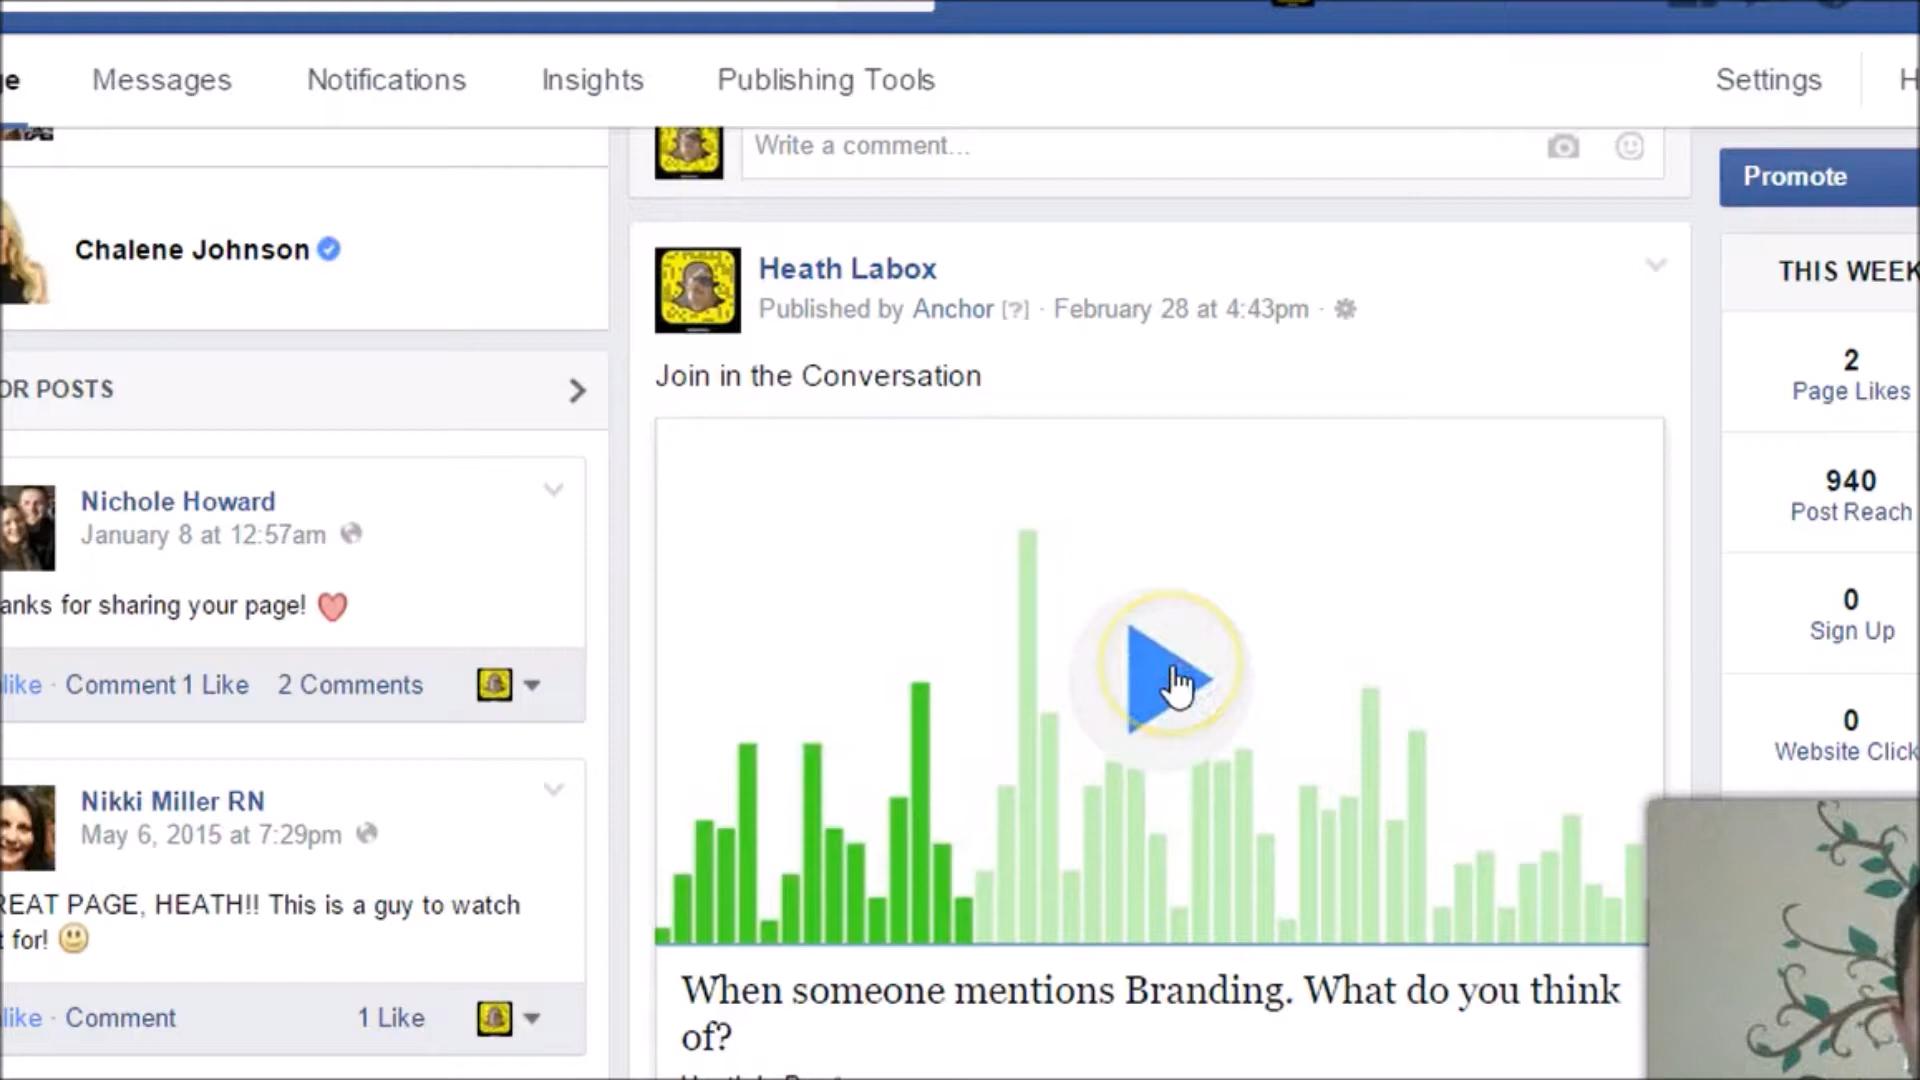 ge
Messages
Notifications
Insights
Publishing Tools
Settings
H
Write a comment...
Promote
Chalene Johnson
Heath Labox
Published by Anchor [?] · February 28 at 4:43pm ·
Join in the Conversation
THIS WEEK
2
Page Likes
940
Post Reach
0
Sign Up
0
Website Click
OR POSTS
Nichole Howard
January 8 at 12:57am
anks for sharing your page!
like · Comment 1 Like 2 Comments
Nikki Miller RN
May 6, 2015 at 7:29pm
REAT PAGE, HEATH!! This is a guy to watch
t for!
like · Comment 1 Like
When someone mentions Branding. What do you think
of?